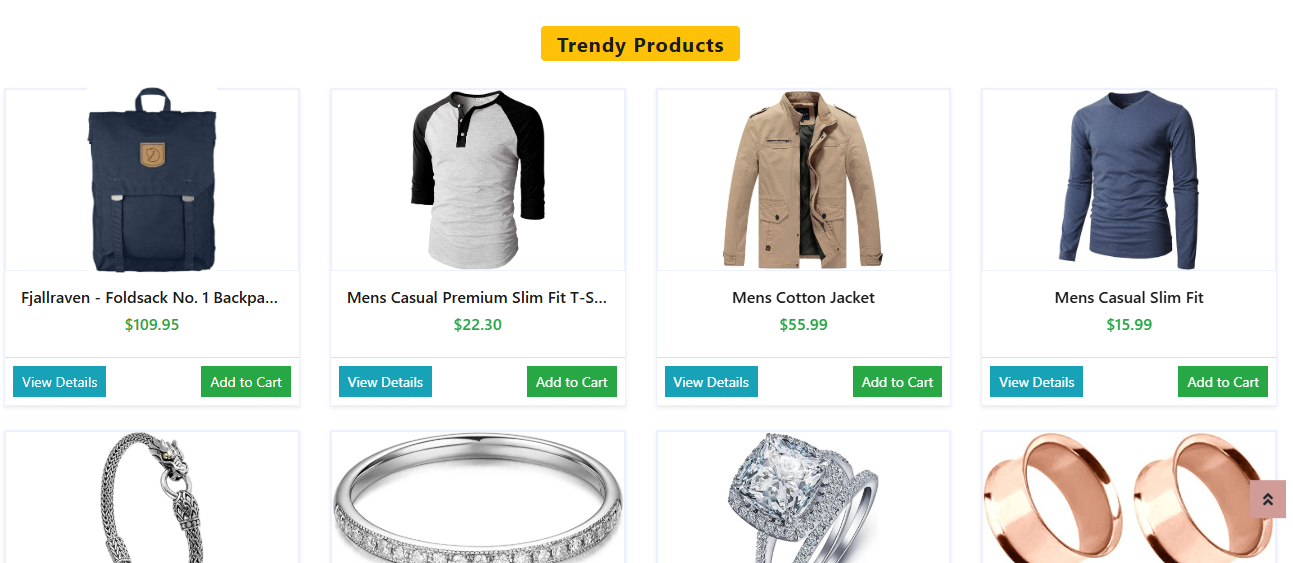 Trendy Products
Fjallraven - Foldsack No. 1 Backpa...
$109.95
View Details
Add to Cart
Mens Casual Premium Slim Fit T-S...
$22.30
View Details
Add to Cart
Mens Cotton Jacket
$55.99
View Details
Add to Cart
Mens Casual Slim Fit
$15.99
View Details
Add to Cart